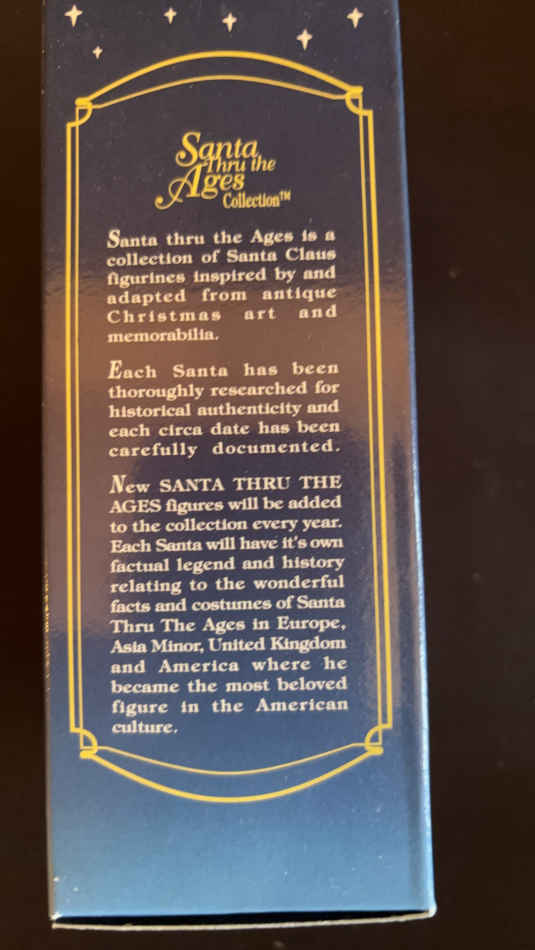 Santa
Thru the
Ages
Collection™
Santa thru the Ages is a
collection of Santa Claus
figurines inspired by and
adapted from antique
Christmas art and
memorabilia.
Each Santa has been
thoroughly researched for
historical authenticity and
each circa date has been
carefully documented.
New SANTA THRU THE
AGES figures will be added
to the collection every year.
Each Santa will have it's own
factual legend and history
relating to the wonderful
facts and costumes of Santa
Thru The Ages in Europe,
Asia Minor, United Kingdom
and America where he
became the most beloved
figure in the American
culture.